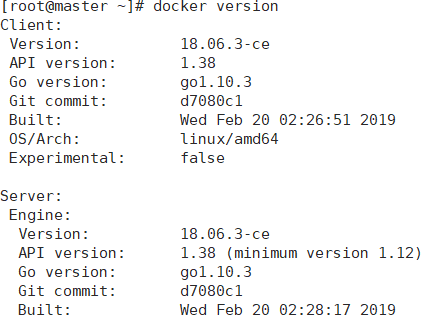 [root@master ~]# docker version
Client:
 Version:           18.06.3-ce
 API version:       1.38
 Go version:        go1.10.3
 Git commit:        d7080c1
 Built:             Wed Feb 20 02:26:51 2019
 OS/Arch:           linux/amd64
 Experimental:      false

Server:
 Engine:
  Version:          18.06.3-ce
  API version:      1.38 (minimum version 1.12)
  Go version:       go1.10.3
  Git commit:       d7080c1
  Built:            Wed Feb 20 02:28:17 2019